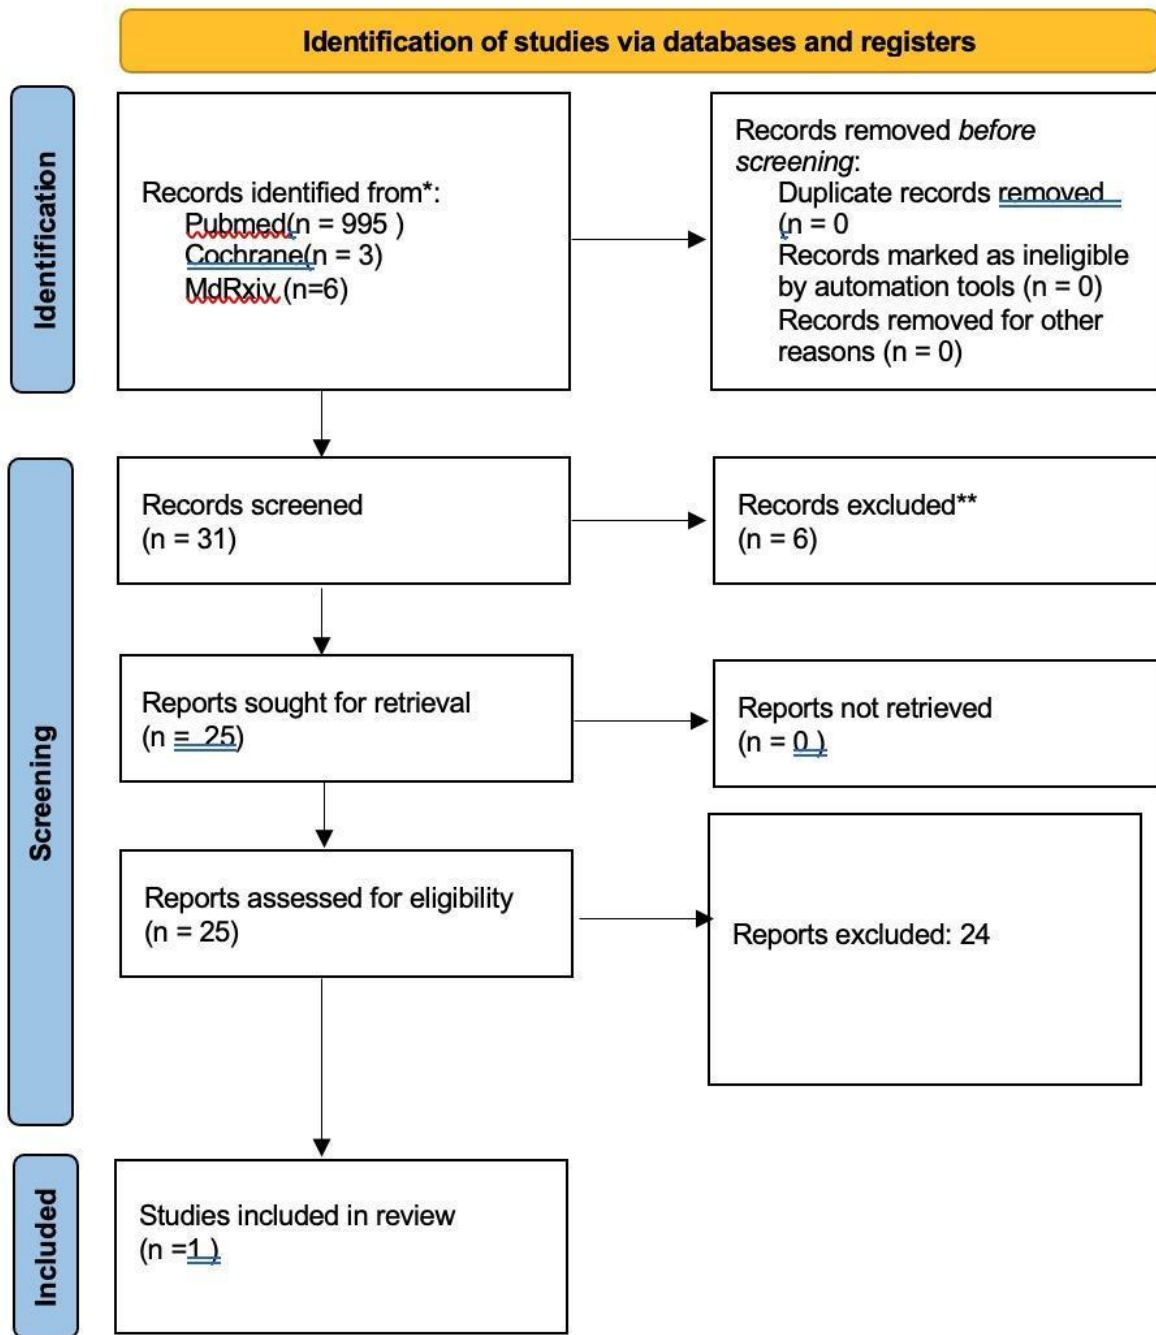 Identification of studies via databases and registers
Identification
Records identified from*:
Pubmed(n = 995 )
Cochrane(n = 3)
MdRxiv (n=6)
Records removed before
screening:
Duplicate records removed
(n = 0
Records marked as ineligible
by automation tools (n = 0)
Records removed for other
reasons (n = 0)
Screening
Records screened
(n = 31)
Records excluded**
(n = 6)
Reports sought for retrieval
(n = 25)
Reports not retrieved
(n = 0 )
Reports assessed for eligibility
(n = 25)
Reports excluded: 24
Included
Studies included in review
(n =1 )